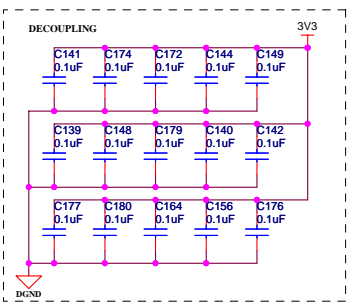 DECOUPLING
3V3
C141 C174 C172 C144 C149
0.1uF 0.1uF 0.1uF 0.1uF 0.1uF
C139 C148 C179 C140 C142
0.1uF 0.1uF 0.1uF 0.1uF 0.1uF
C177 C180 C164 C156 C176
0.1uF 0.1uF 0.1uF 0.1uF 0.1uF
DGND